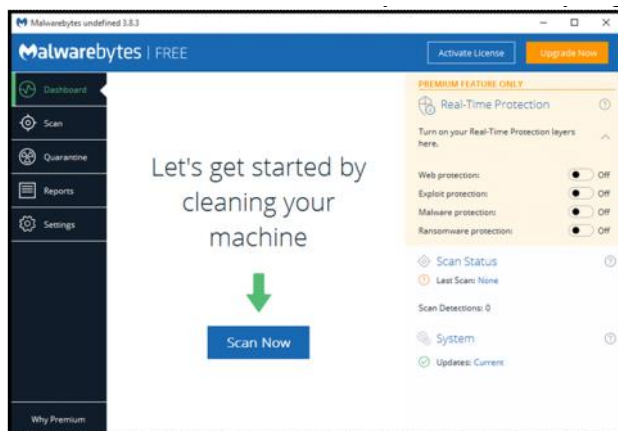 Malwarebytes undefined 3.8.3
Malwarebytes | FREE
Activate License
Upgrade Now
Dashboard
Scan
Quarantine
Reports
Settings
Why Premium
Let's get started by
cleaning your
machine
Scan Now
PREMIUM FEATURE ONLY
Real-Time Protection
Turn on your Real-Time Protection layers
here.
Web protection: Off
Exploit protection: Off
Malware protection: Off
Ransomware protection: Off
Scan Status
Last Scan: None
Scan Detections: 0
System
Updates: Current